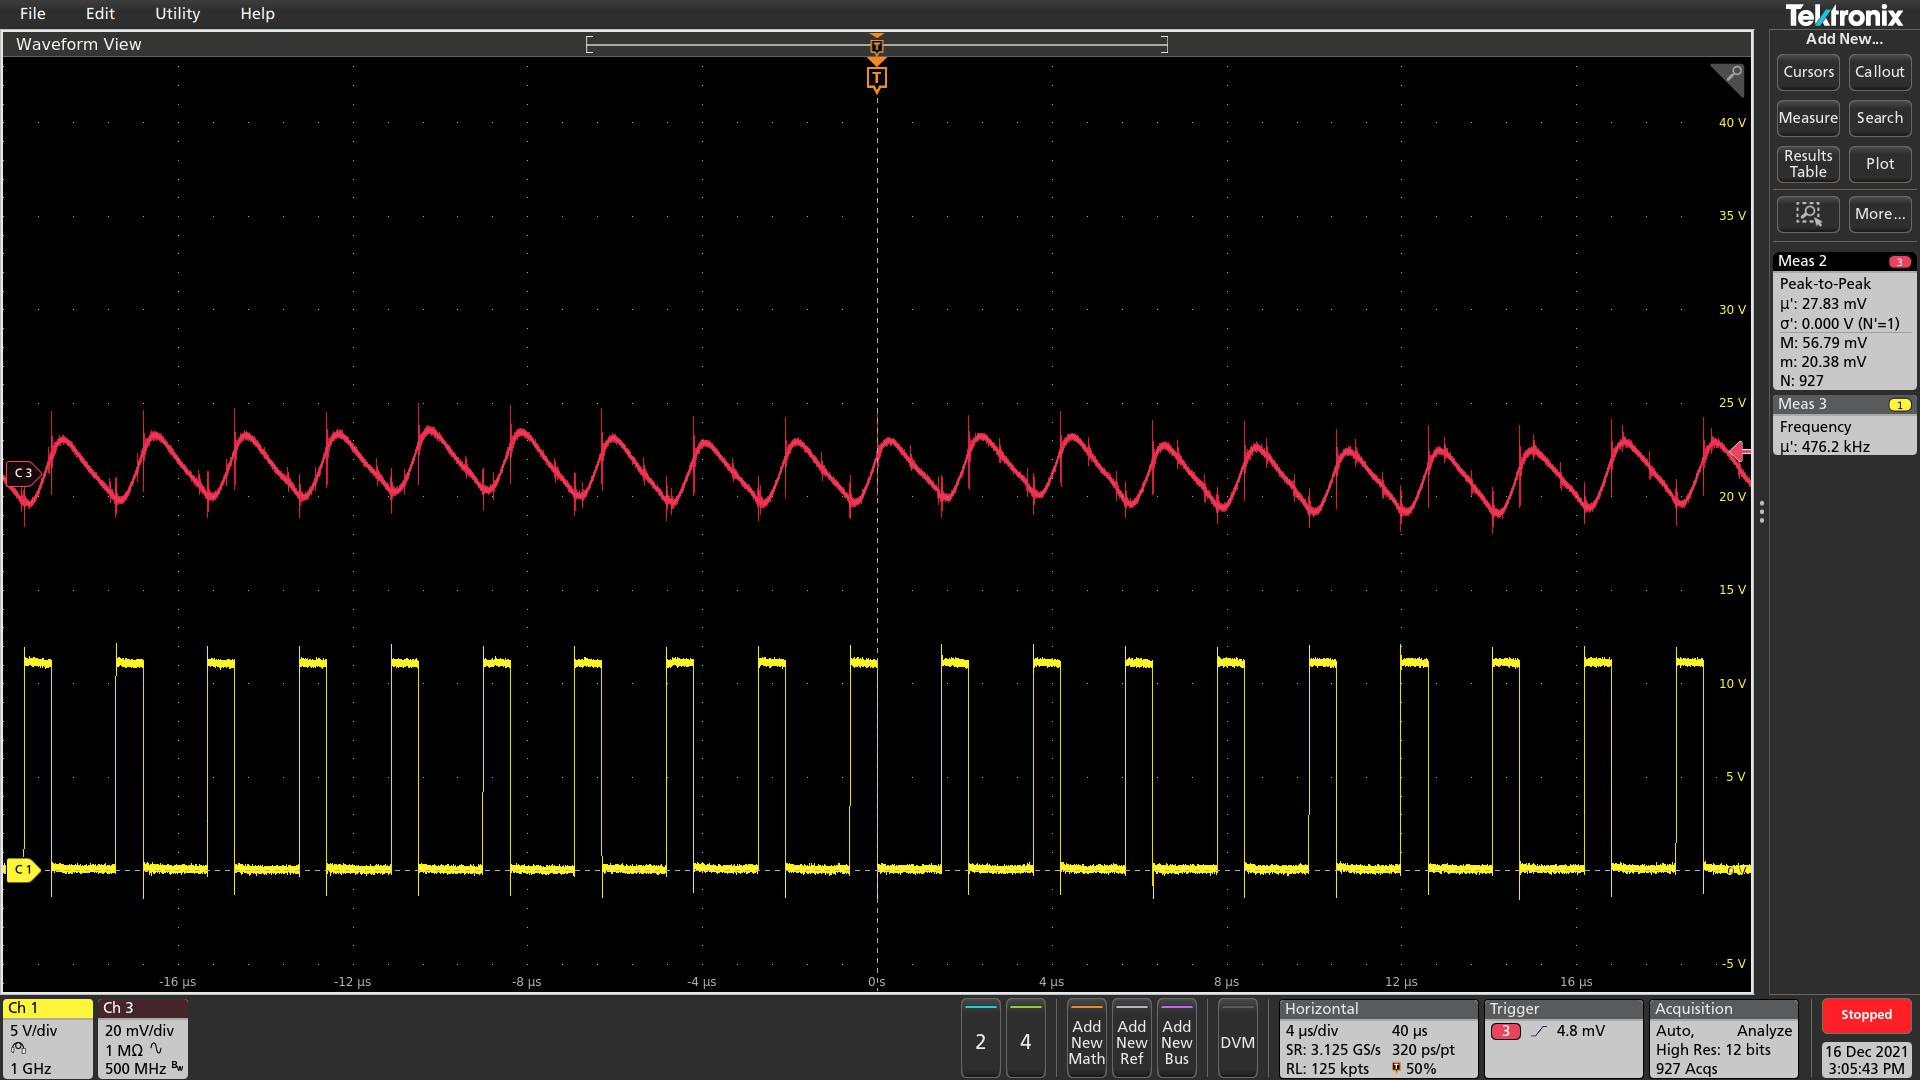 File Edit Utility Help
Tektronix
Waveform View
Add New...
T
T
Cursors Callout
Measure Search
Results Table Plot
More...
40 V
35 V
30 V
25 V
20 V
15 V
10 V
5 V
0 V
-5 V
C 3
C 1
Meas 2 3
Peak-to-Peak
µ': 27.83 mV
σ': 0.000 V (N'=1)
M: 56.79 mV
m: 20.38 mV
N: 927
Meas 3 1
Frequency
µ': 476.2 kHz
-16 µs -12 µs -8 µs -4 µs 0 s 4 µs 8 µs 12 µs 16 µs
Ch 1
5 V/div
1 GHz
Ch 3
20 mV/div
1 MΩ
500 MHz Bw
2
4
Add
New
Math
Add
New
Ref
Add
New
Bus
DVM
Horizontal
4 µs/div 40 µs
SR: 3.125 GS/s 320 ps/pt
RL: 125 kpts T 50%
Trigger
3 4.8 mV
Acquisition
Auto, Analyze
High Res: 12 bits
927 Acqs
Stopped
16 Dec 2021
3:05:43 PM